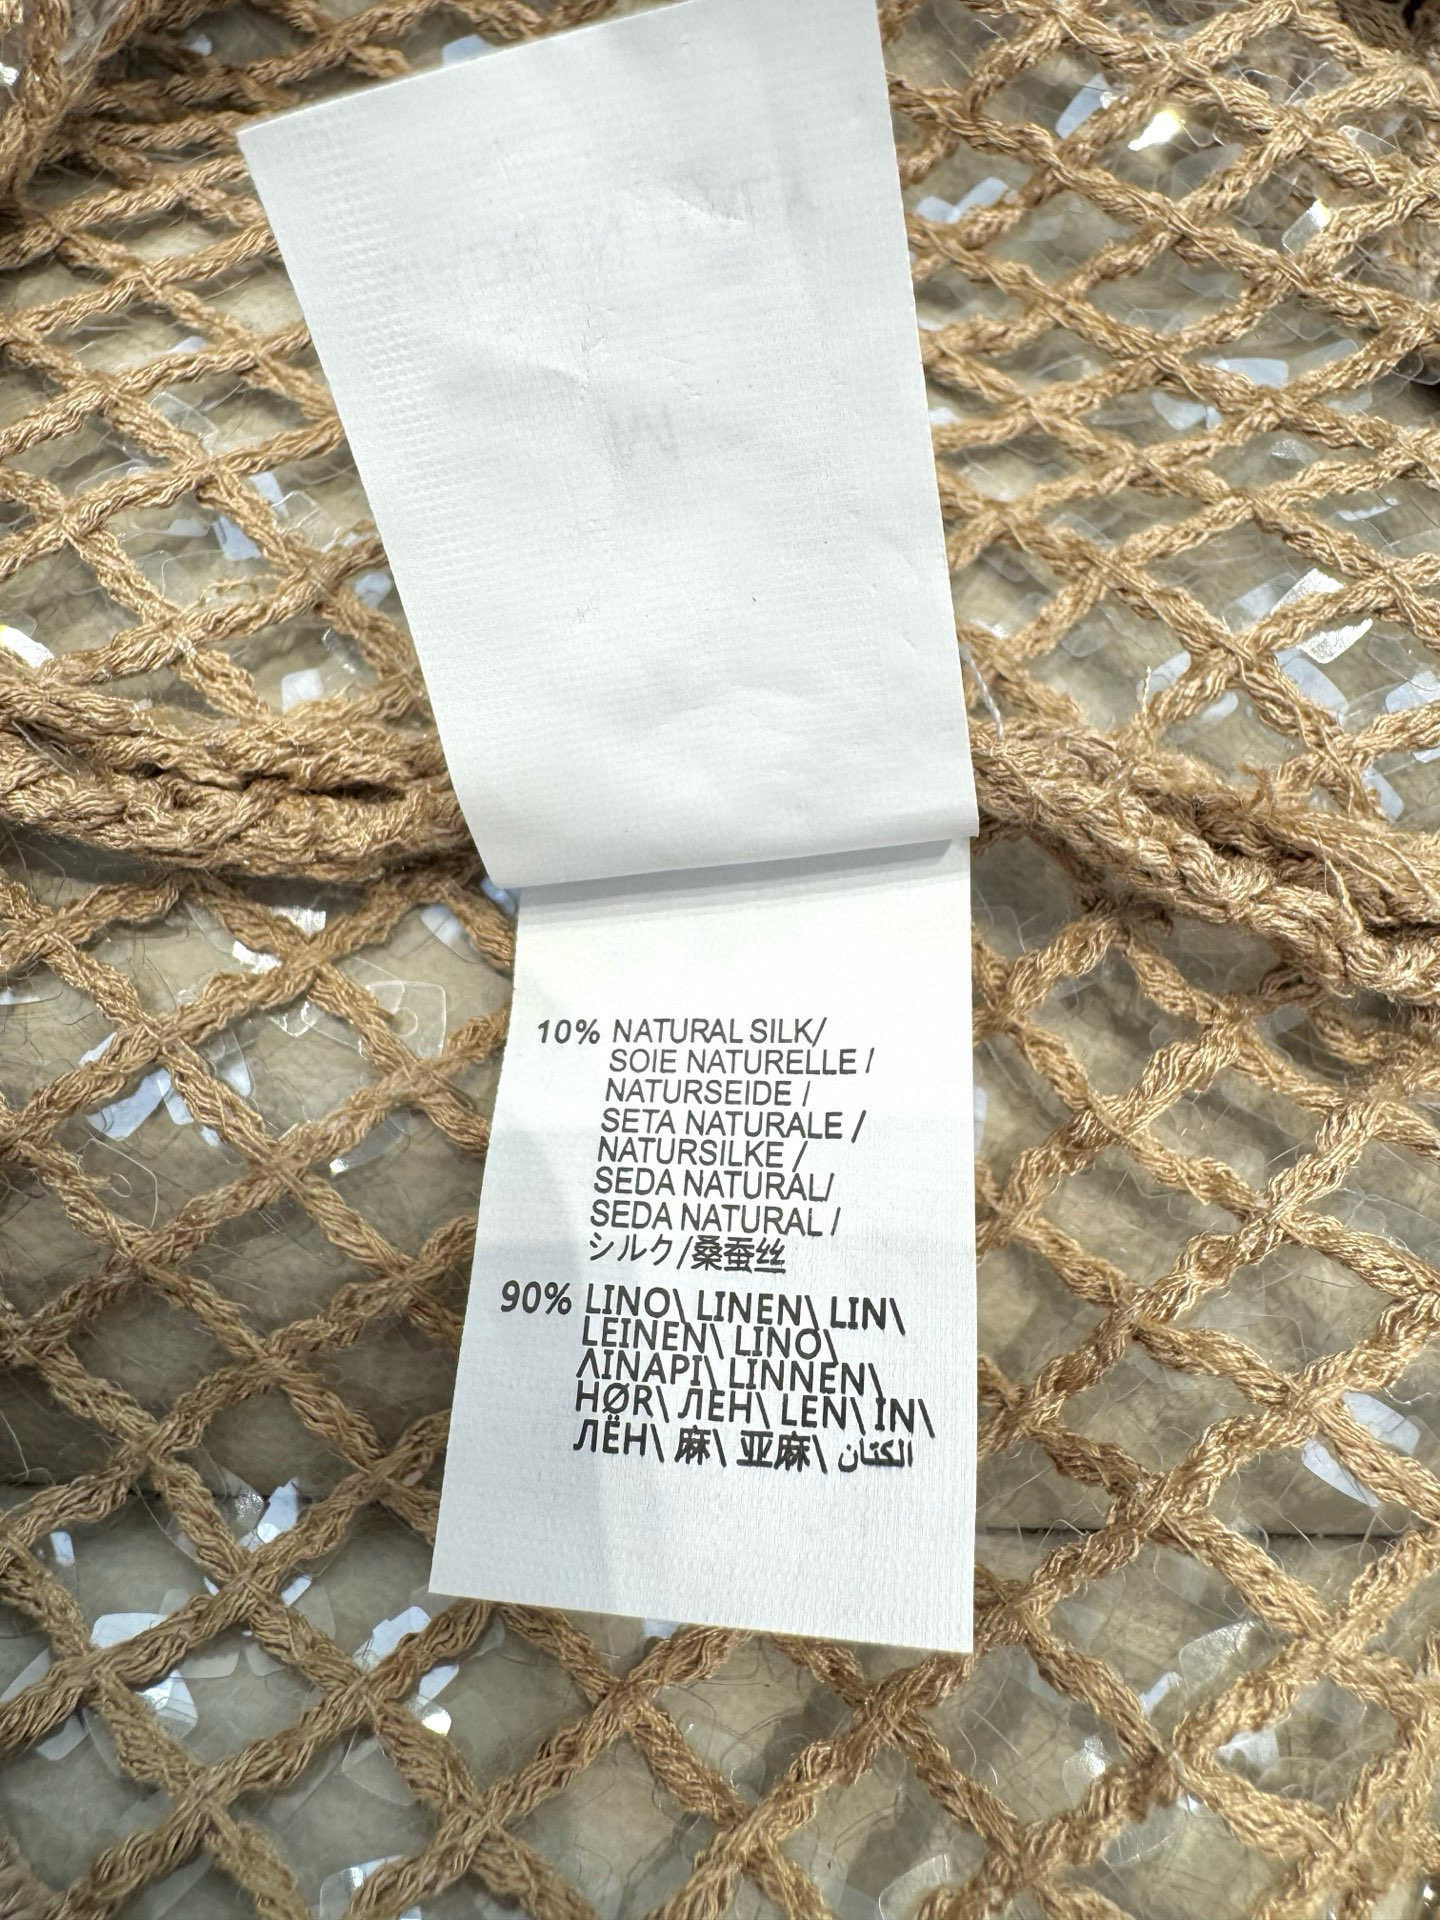 10% NATURAL SILK/
SOIE NATURELLE /
NATURSEIDE /
SETA NATURALE /
NATURSILKE /
SEDA NATURAL/
SEDA NATURAL /
シルク/桑蚕丝
90% LINO\ LINEN\ LIN\
LEINEN\ LINO\
ΛΙΝΑΡΙ\ LINNEN\
HØR\ ЛЕН\ LEN\ IN\
ЛЁН\ 麻\ 亚麻\ الكتان